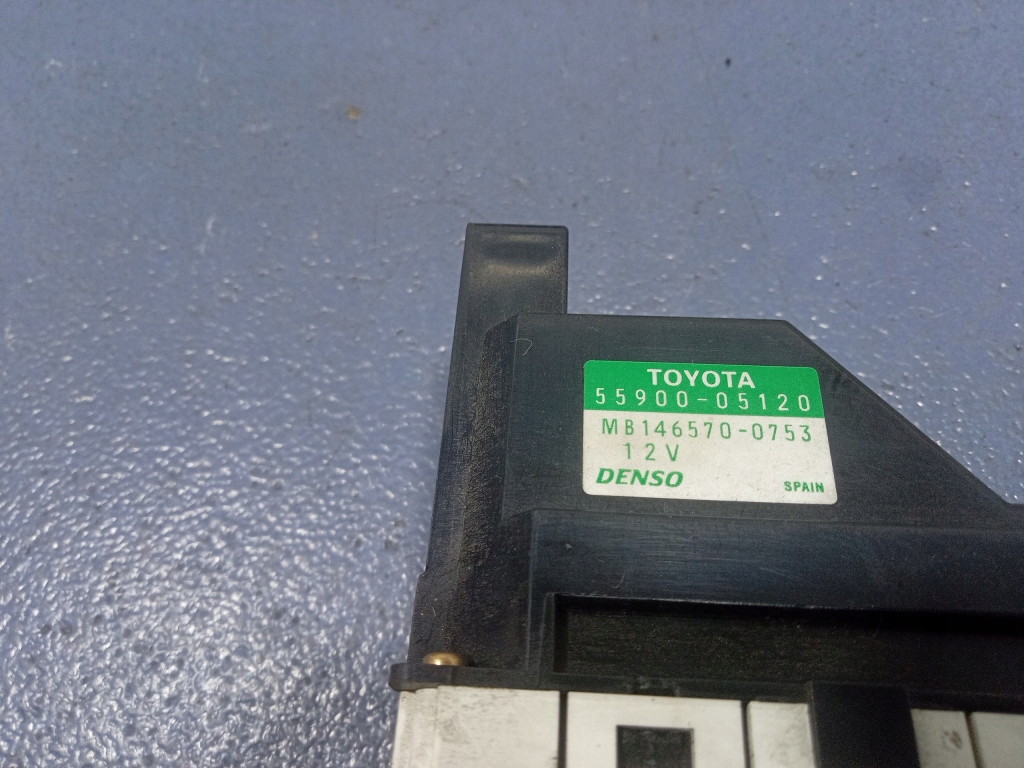 TOYOTA
55900-05120
MB146570-0753
12V
DENSO SPAIN